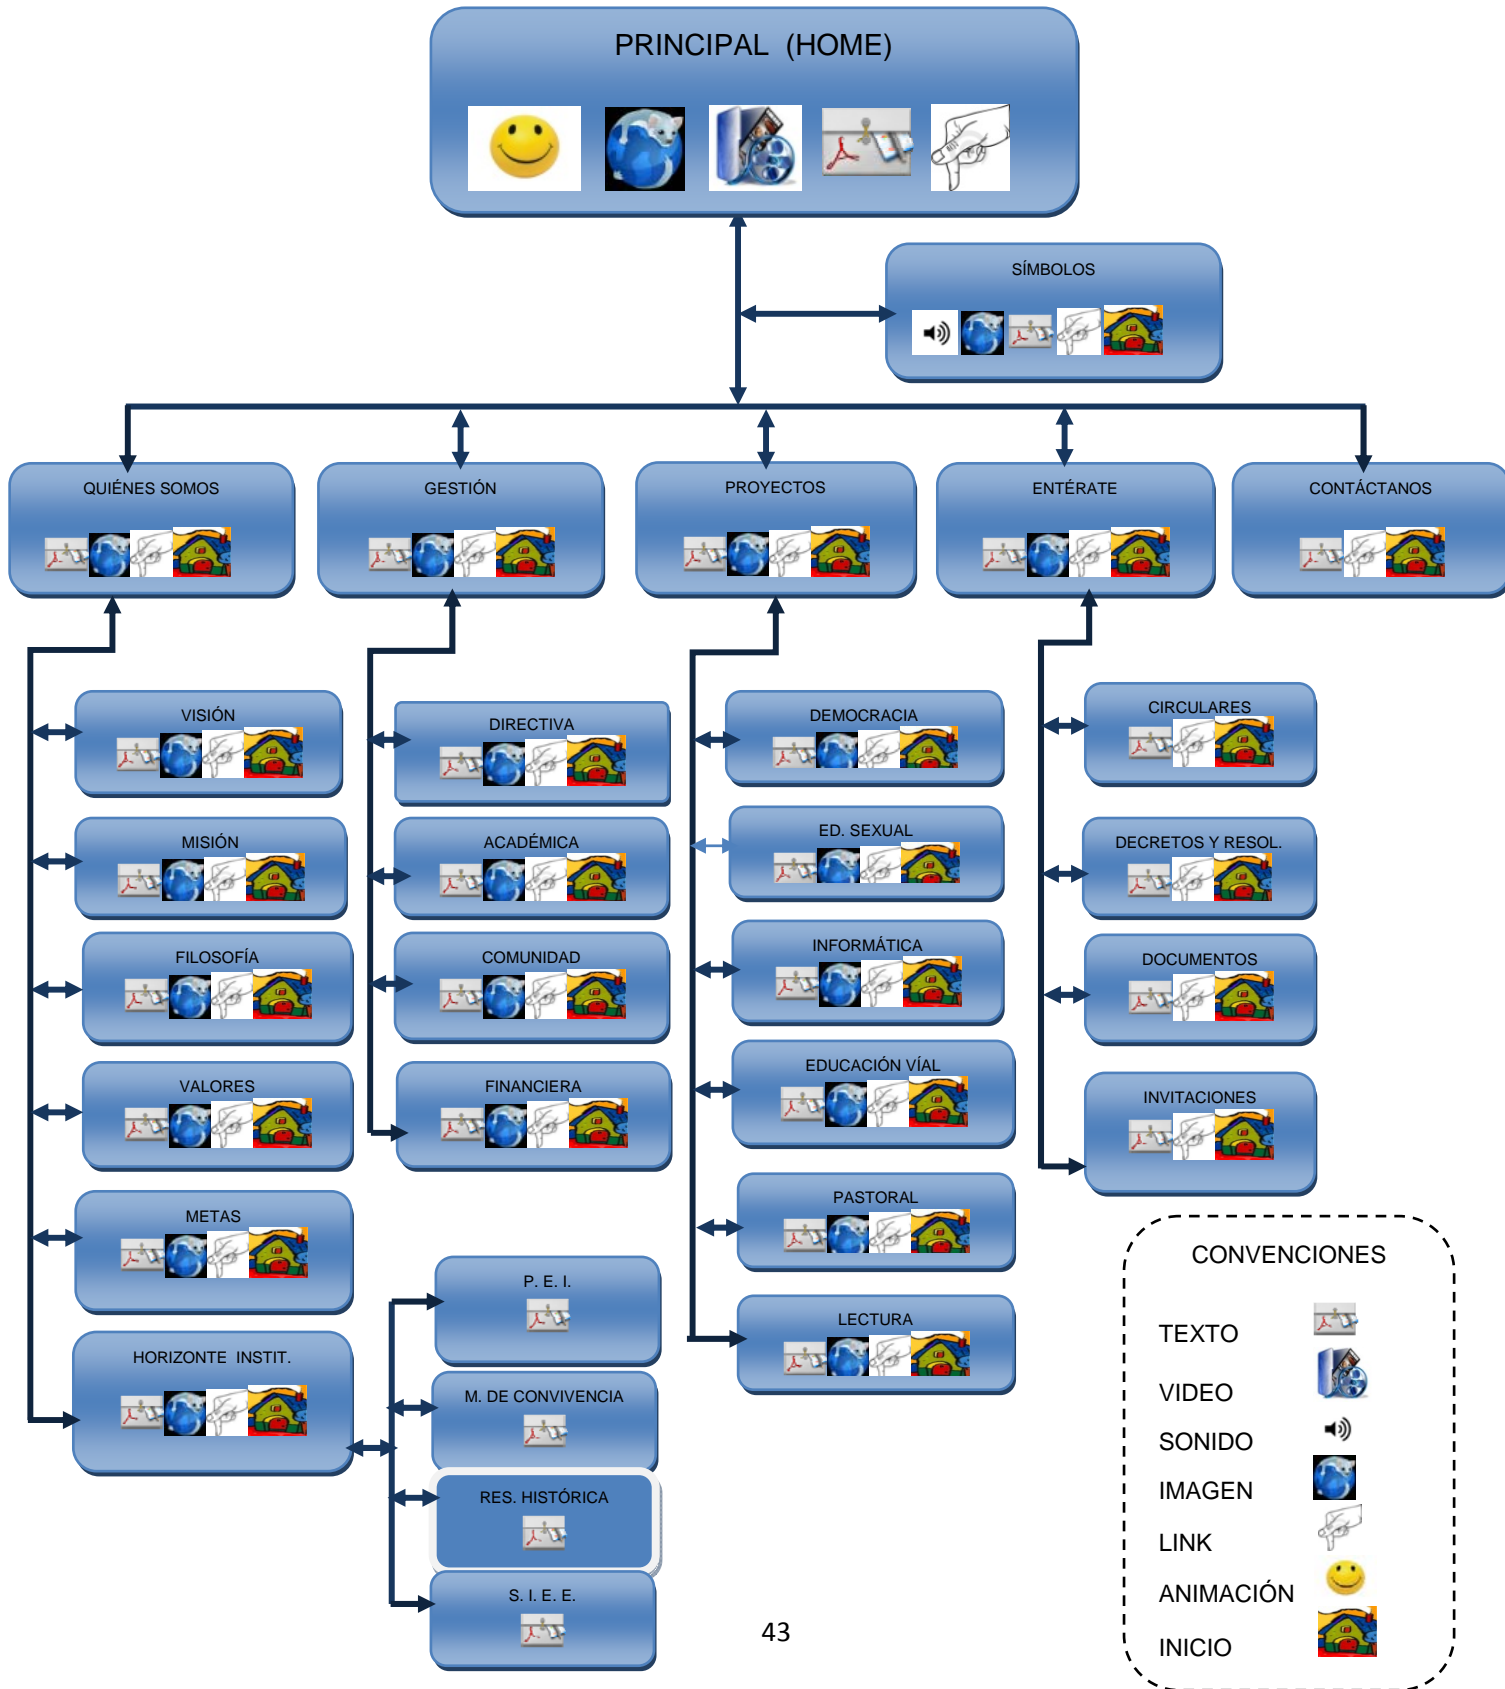 PRINCIPAL (HOME)
SÍMBOLOS
QUIÉNES SOMOS
GESTIÓN
PROYECTOS
ENTÉRATE
CONTÁCTANOS
VISIÓN
MISIÓN
FILOSOFÍA
VALORES
METAS
HORIZONTE INSTIT.
DIRECTIVA
ACADÉMICA
COMUNIDAD
FINANCIERA
P. E. I.
M. DE CONVIVENCIA
RES. HISTÓRICA
S. I. E. E.
DEMOCRACIA
ED. SEXUAL
INFORMÁTICA
EDUCACIÓN VÍAL
PASTORAL
LECTURA
CIRCULARES
DECRETOS Y RESOL.
DOCUMENTOS
INVITACIONES
CONVENCIONES
TEXTO
VIDEO
SONIDO
IMAGEN
LINK
ANIMACIÓN
INICIO
43